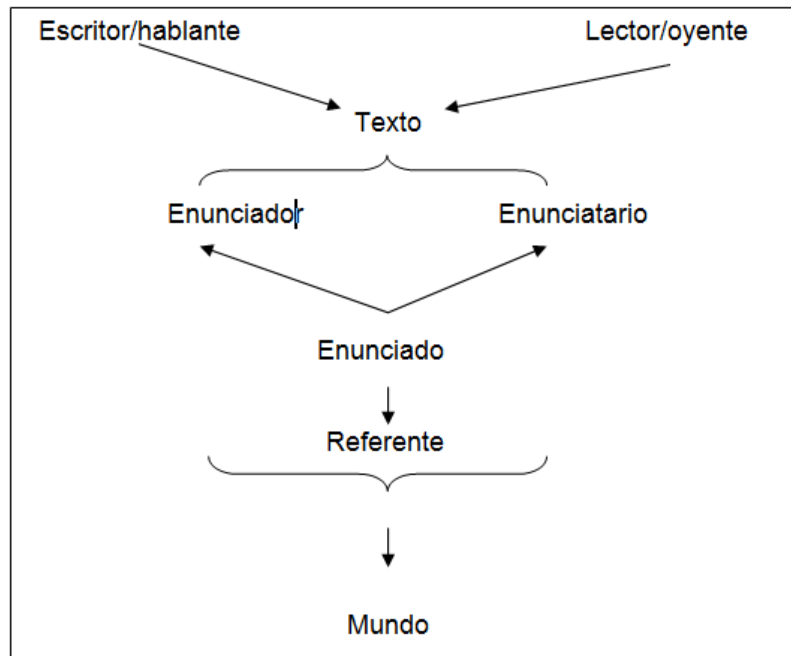 Escritor/hablante Lector/oyente
Texto
Enunciador Enunciatario
Enunciado
Referente
Mundo